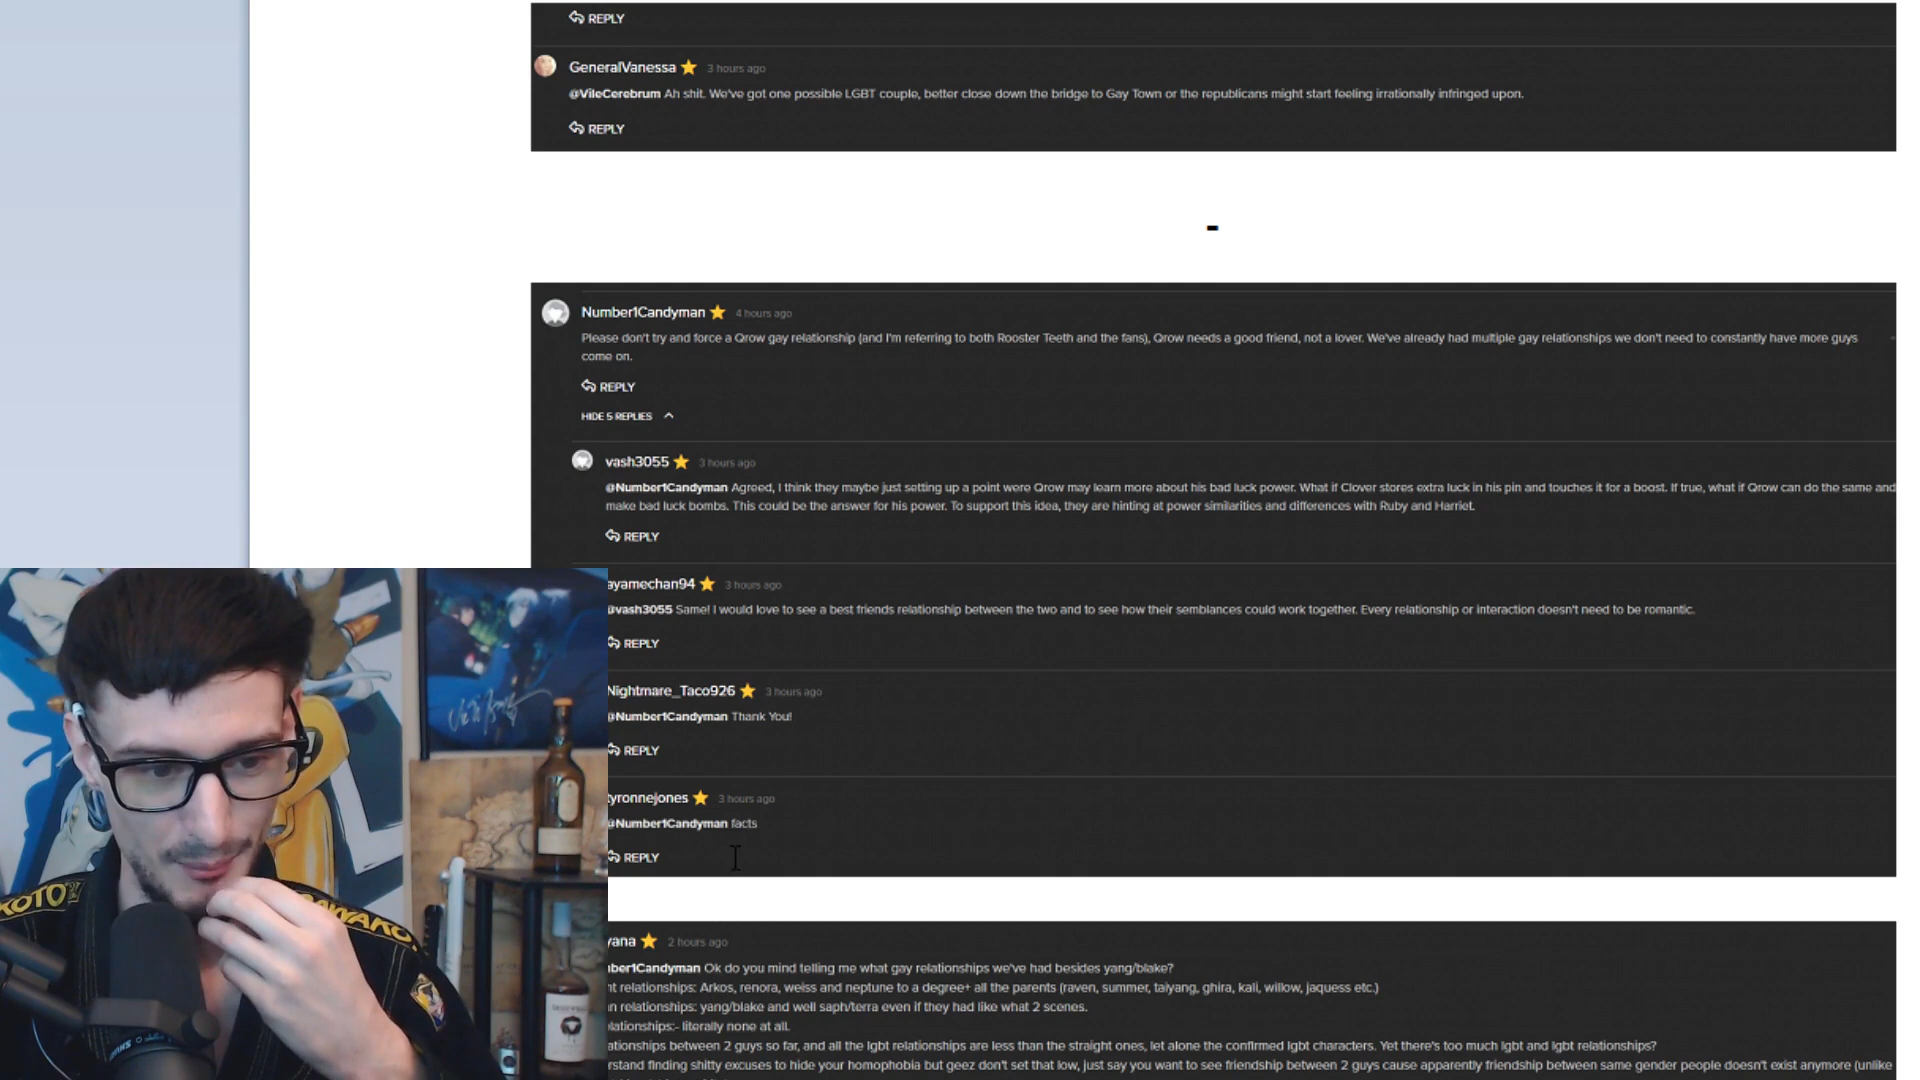 REPLY
GeneralVanessa 3 hours ago
@VileCerebrum Ah shit. We've got one possible LGBT couple, better close down the bridge to Gay Town or the republicans might start feeling irrationally infringed upon.
REPLY
-
Number1Candyman 4 hours ago
Please don't try and force a Qrow gay relationship (and I'm referring to both Rooster Teeth and the fans), Qrow needs a good friend, not a lover. We've already had multiple gay relationships we don't need to constantly have more guys
come on.
REPLY
HIDE 5 REPLIES
vash3055 3 hours ago
@Number1Candyman Agreed, I think they maybe just setting up a point were Qrow may learn more about his bad luck power. What if Clover stores extra luck in his pin and touches it for a boost. If true, what if Qrow can do the same and
make bad luck bombs. This could be the answer for his power. To support this idea, they are hinting at power similarities and differences with Ruby and Harriet.
REPLY
ayamechan94 3 hours ago
@vash3055 Same! I would love to see a best friends relationship between the two and to see how their semblances could work together. Every relationship or interaction doesn't need to be romantic.
REPLY
Nightmare_Taco926 3 hours ago
@Number1Candyman Thank You!
REPLY
tyronnejones 3 hours ago
@Number1Candyman facts
REPLY
yana 2 hours ago
ber1Candyman Ok do you mind telling me what gay relationships we've had besides yang/blake?
nt relationships: Arkos, renora, weiss and neptune to a degree+ all the parents (raven, summer, taiyang, ghira, kali, willow, jaquess etc.)
n relationships: yang/blake and well saph/terra even if they had like what 2 scenes.
lationships:- literally none at all.
ationships between 2 guys so far, and all the lgbt relationships are less than the straight ones, let alone the confirmed lgbt characters. Yet there's too much lgbt and lgbt relationships?
rstand finding shitty excuses to hide your homophobia but geez don't set that low, just say you want to see friendship between 2 guys cause apparently friendship between same gender people doesn't exist anymore (unlike
KOTO